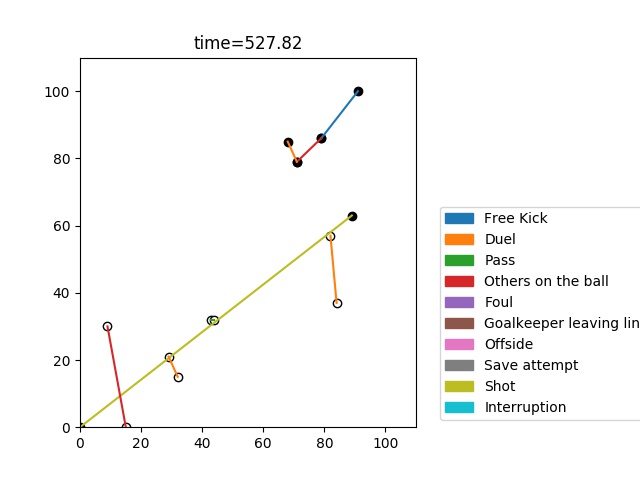 time=527.82
100
80
60
40
20
0
0 20 40 60 80 100
Free Kick
Duel
Pass
Others on the ball
Foul
Goalkeeper leaving lin
Offside
Save attempt
Shot
Interruption